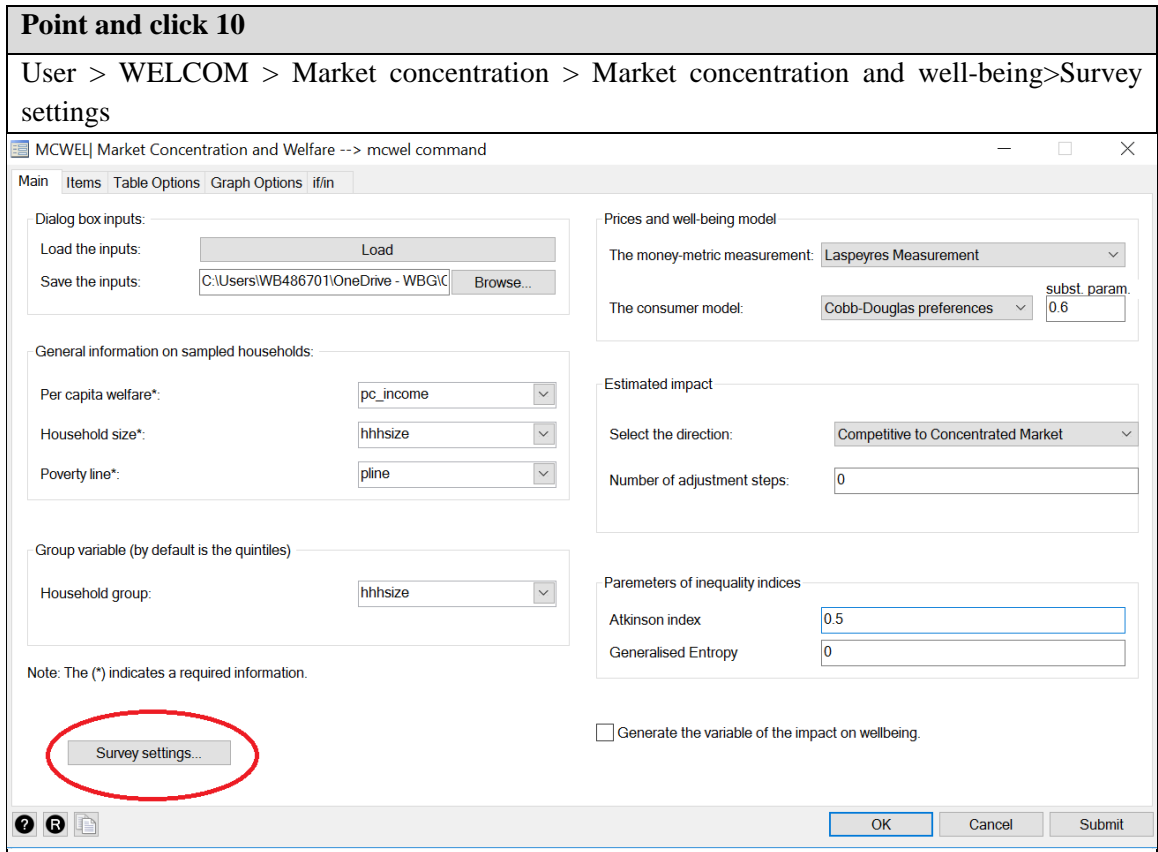 Point and click 10
User > WELCOM > Market concentration > Market concentration and well-being>Survey
settings
MCWEL| Market Concentration and Welfare --> mcwel command
Main Items Table Options Graph Options if/in
Dialog box inputs:
Load the inputs: Load
Save the inputs: C:\Users\WB486701\OneDrive - WBG\C Browse...
General information on sampled households:
Per capita welfare*: pc_income
Household size*: hhhsize
Poverty line*: pline
Group variable (by default is the quintiles)
Household group: hhhsize
Note: The (*) indicates a required information.
Survey settings...
Prices and well-being model
The money-metric measurement: Laspeyres Measurement
subst. param.
The consumer model: Cobb-Douglas preferences 0.6
Estimated impact
Select the direction: Competitive to Concentrated Market
Number of adjustment steps: 0
Paremeters of inequality indices
Atkinson index 0.5
Generalised Entropy 0
Generate the variable of the impact on wellbeing.
? R
OK Cancel Submit